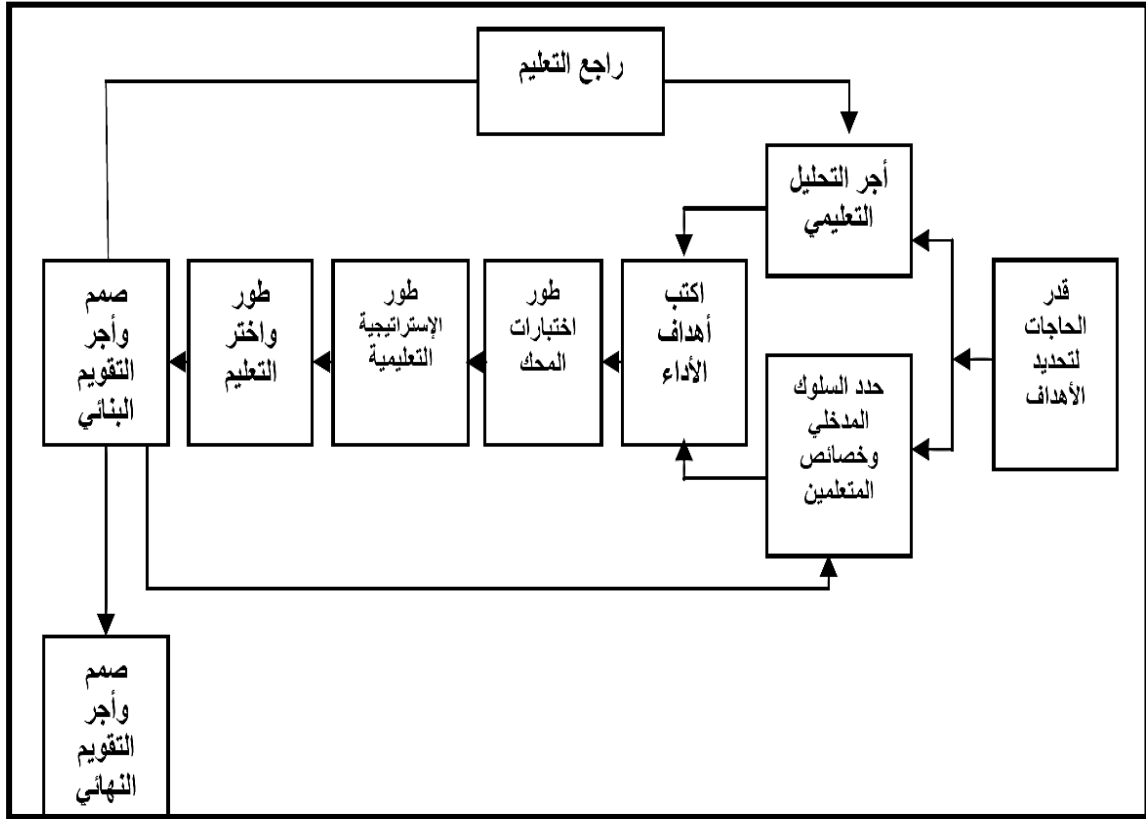 راجع التعليم
أجر التحليل
التعليمي
قدر
الحاجات
لتحديد
الأهداف
حدد السلوك
المدخلي
وخصائص
المتعلمين
اكتب
أهداف
الأداء
طور
اختبارات
المحك
طور
الإستراتيجية
التعليمية
طور
واختر
التعليم
صمم
وأجر
التقويم
البنائي
صمم
وأجر
التقويم
النهائي